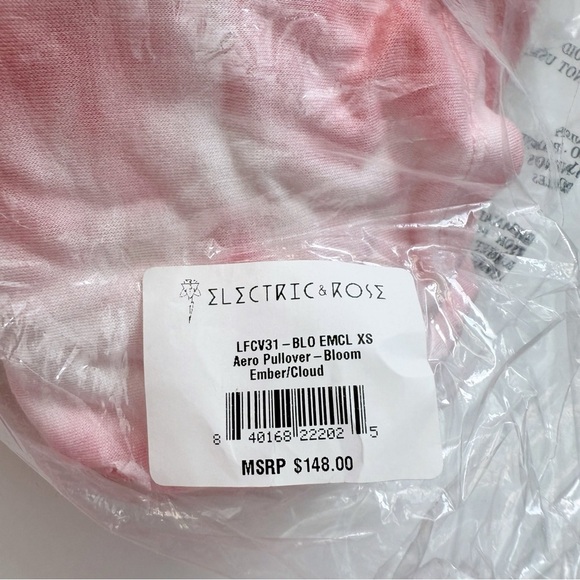 ELECTRIC & ROSE
LFCV31-BLO EMCL XS
Aero Pullover-Bloom
Ember/Cloud
8 40168 22202 5
MSRP $148.00